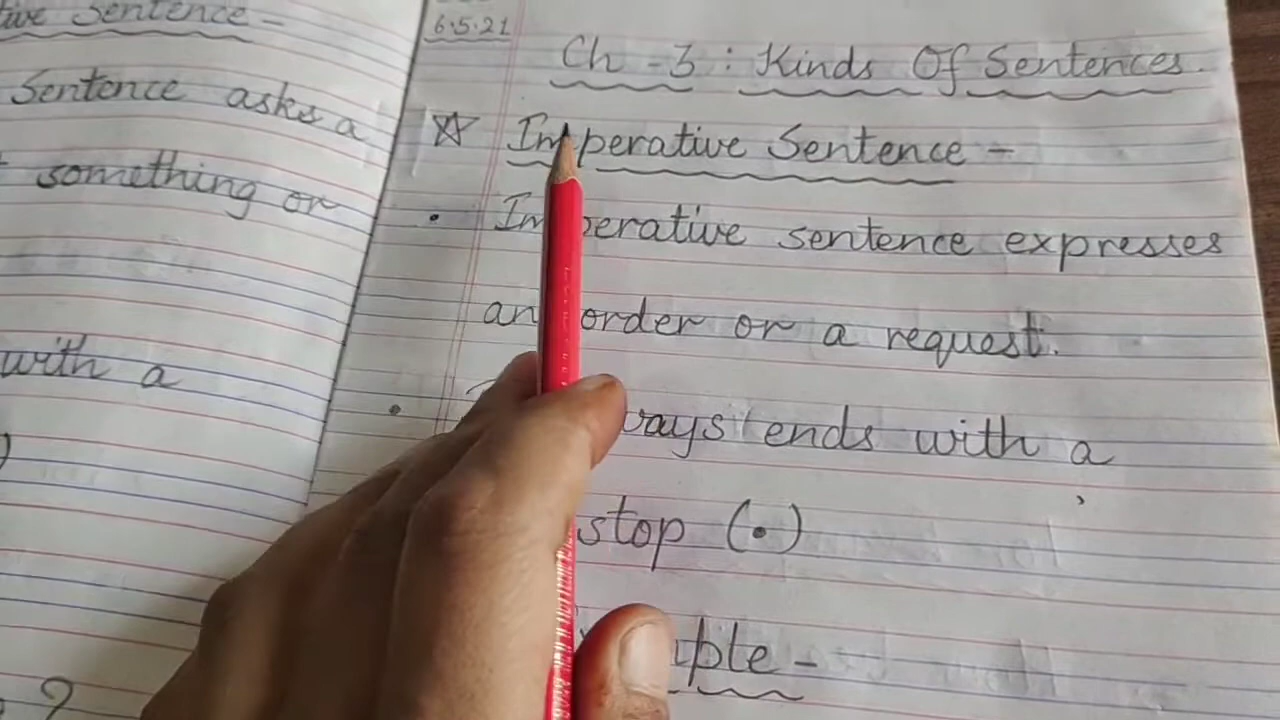 tive Sentence -
Sentence asks a
something or
with a
?
6.5.21
Ch - 3 : Kinds Of Sentences.
Imperative Sentence -
Imperative sentence expresses
an order or a request.
ends with a
stop (.)